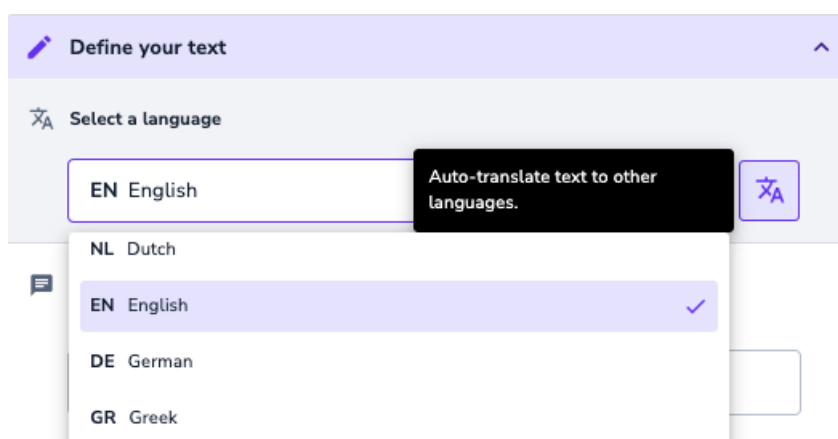 Define your text
Select a language
EN English
Auto-translate text to other
languages.
NL Dutch
EN English
DE German
GR Greek